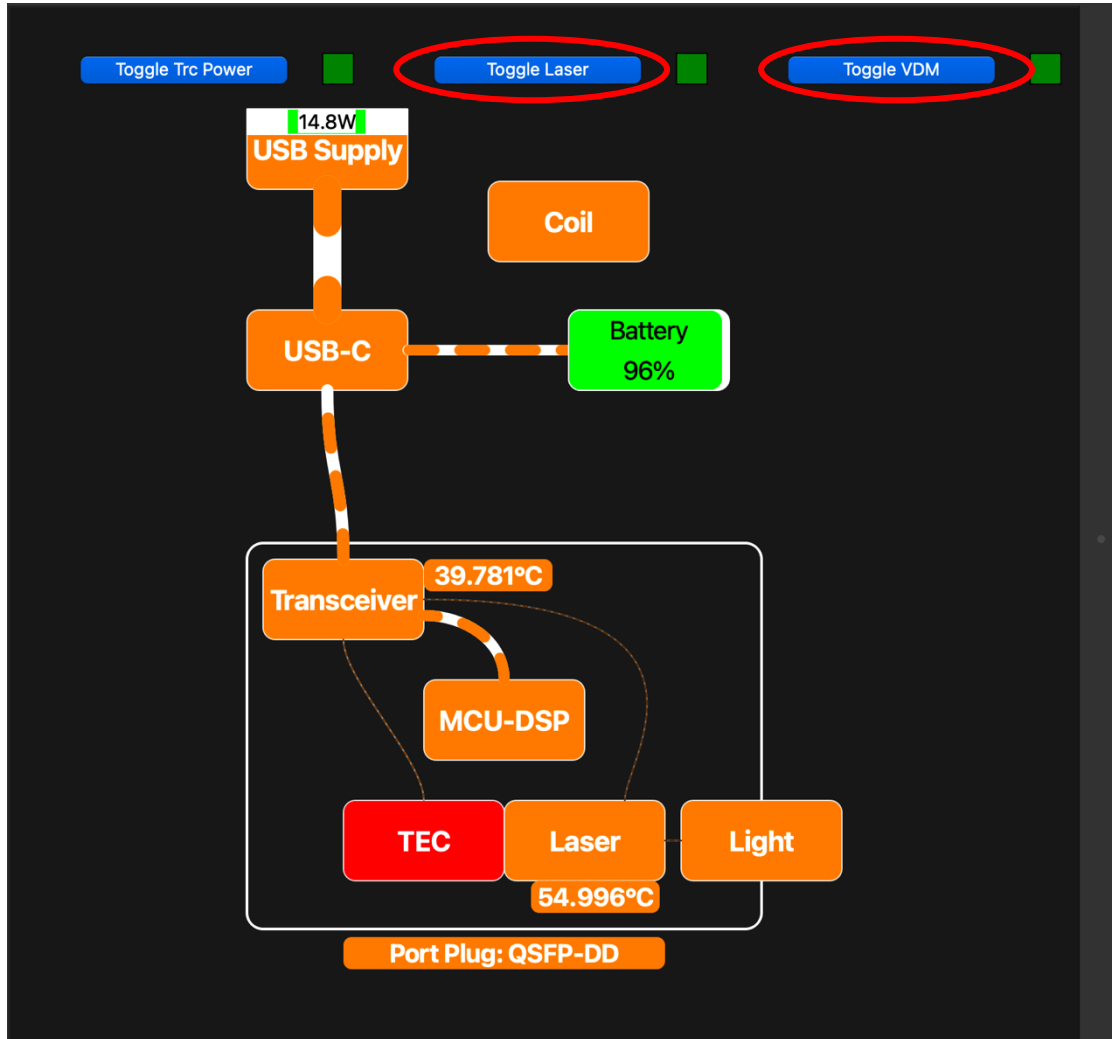 Toggle Trc Power
Toggle Laser
Toggle VDM
14.8W
USB Supply
Coil
USB-C
Battery
96%
Transceiver
39.781°C
MCU-DSP
TEC
Laser
Light
54.996°C
Port Plug: QSFP-DD